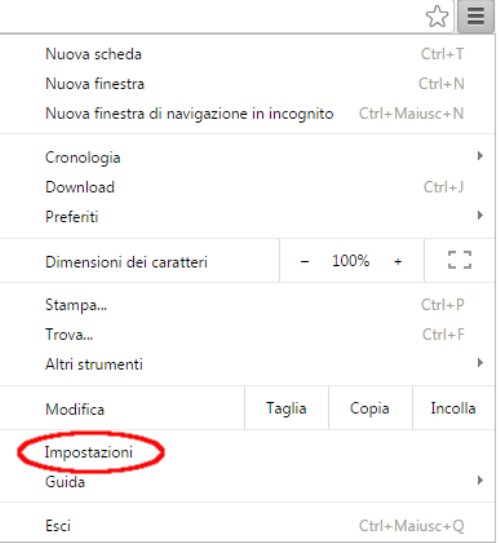 Nuova scheda Ctrl+T
Nuova finestra Ctrl+N
Nuova finestra di navigazione in incognito Ctrl+Maiusc+N
Cronologia
Download Ctrl+J
Preferiti
Dimensioni dei caratteri − 100% +
Stampa... Ctrl+P
Trova... Ctrl+F
Altri strumenti
Modifica Taglia Copia Incolla
Impostazioni
Guida
Esci Ctrl+Maiusc+Q